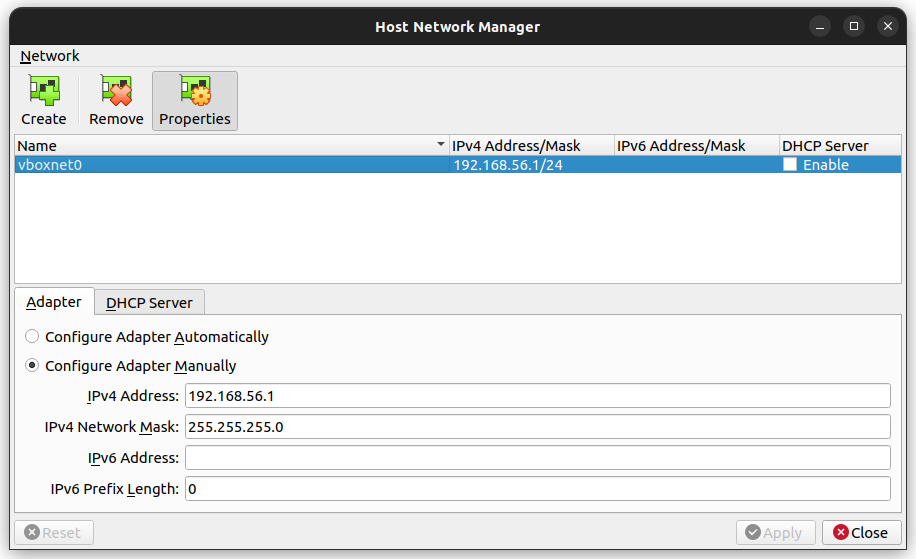 Host Network Manager
Network
Create Remove Properties
Name IPv4 Address/Mask IPv6 Address/Mask DHCP Server
vboxnet0 192.168.56.1/24 Enable
Adapter DHCP Server
Configure Adapter Automatically
Configure Adapter Manually
IPv4 Address: 192.168.56.1
IPv4 Network Mask: 255.255.255.0
IPv6 Address:
IPv6 Prefix Length: 0
Reset Apply Close